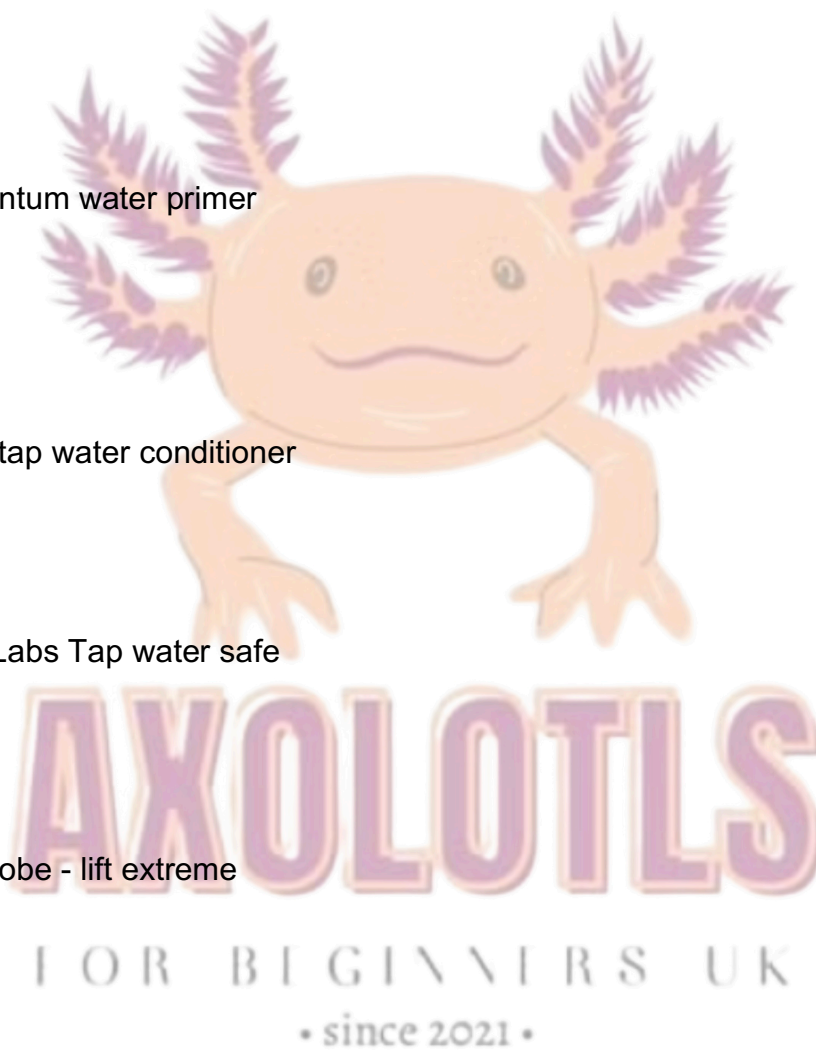 ntum water primer
tap water conditioner
Labs Tap water safe
obe - lift extreme
AXOLOTLS
FOR BEGINNERS UK
• since 2021 •